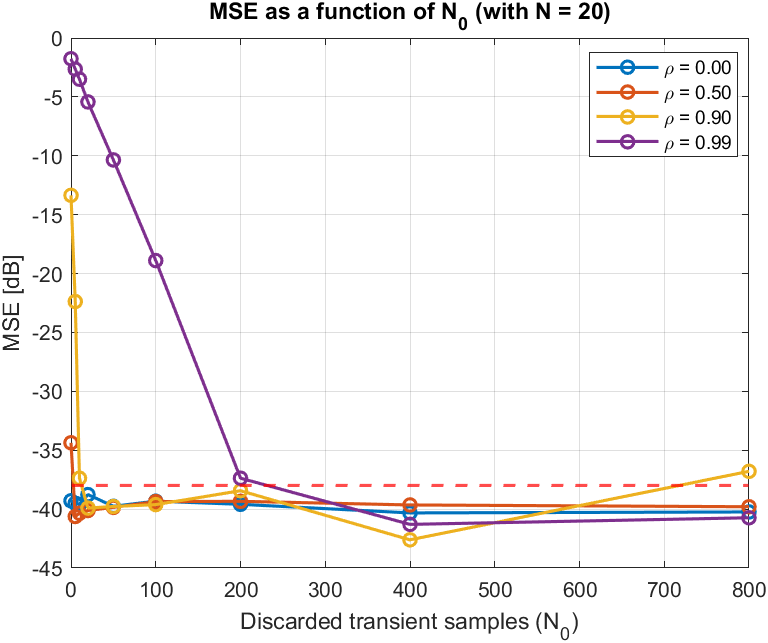 MSE as a function of N₀ (with N = 20)
0
-5
-10
-15
-20
-25
-30
-35
-40
-45
MSE [dB]
ρ = 0.00
ρ = 0.50
ρ = 0.90
ρ = 0.99
0 100 200 300 400 500 600 700 800
Discarded transient samples (N₀)